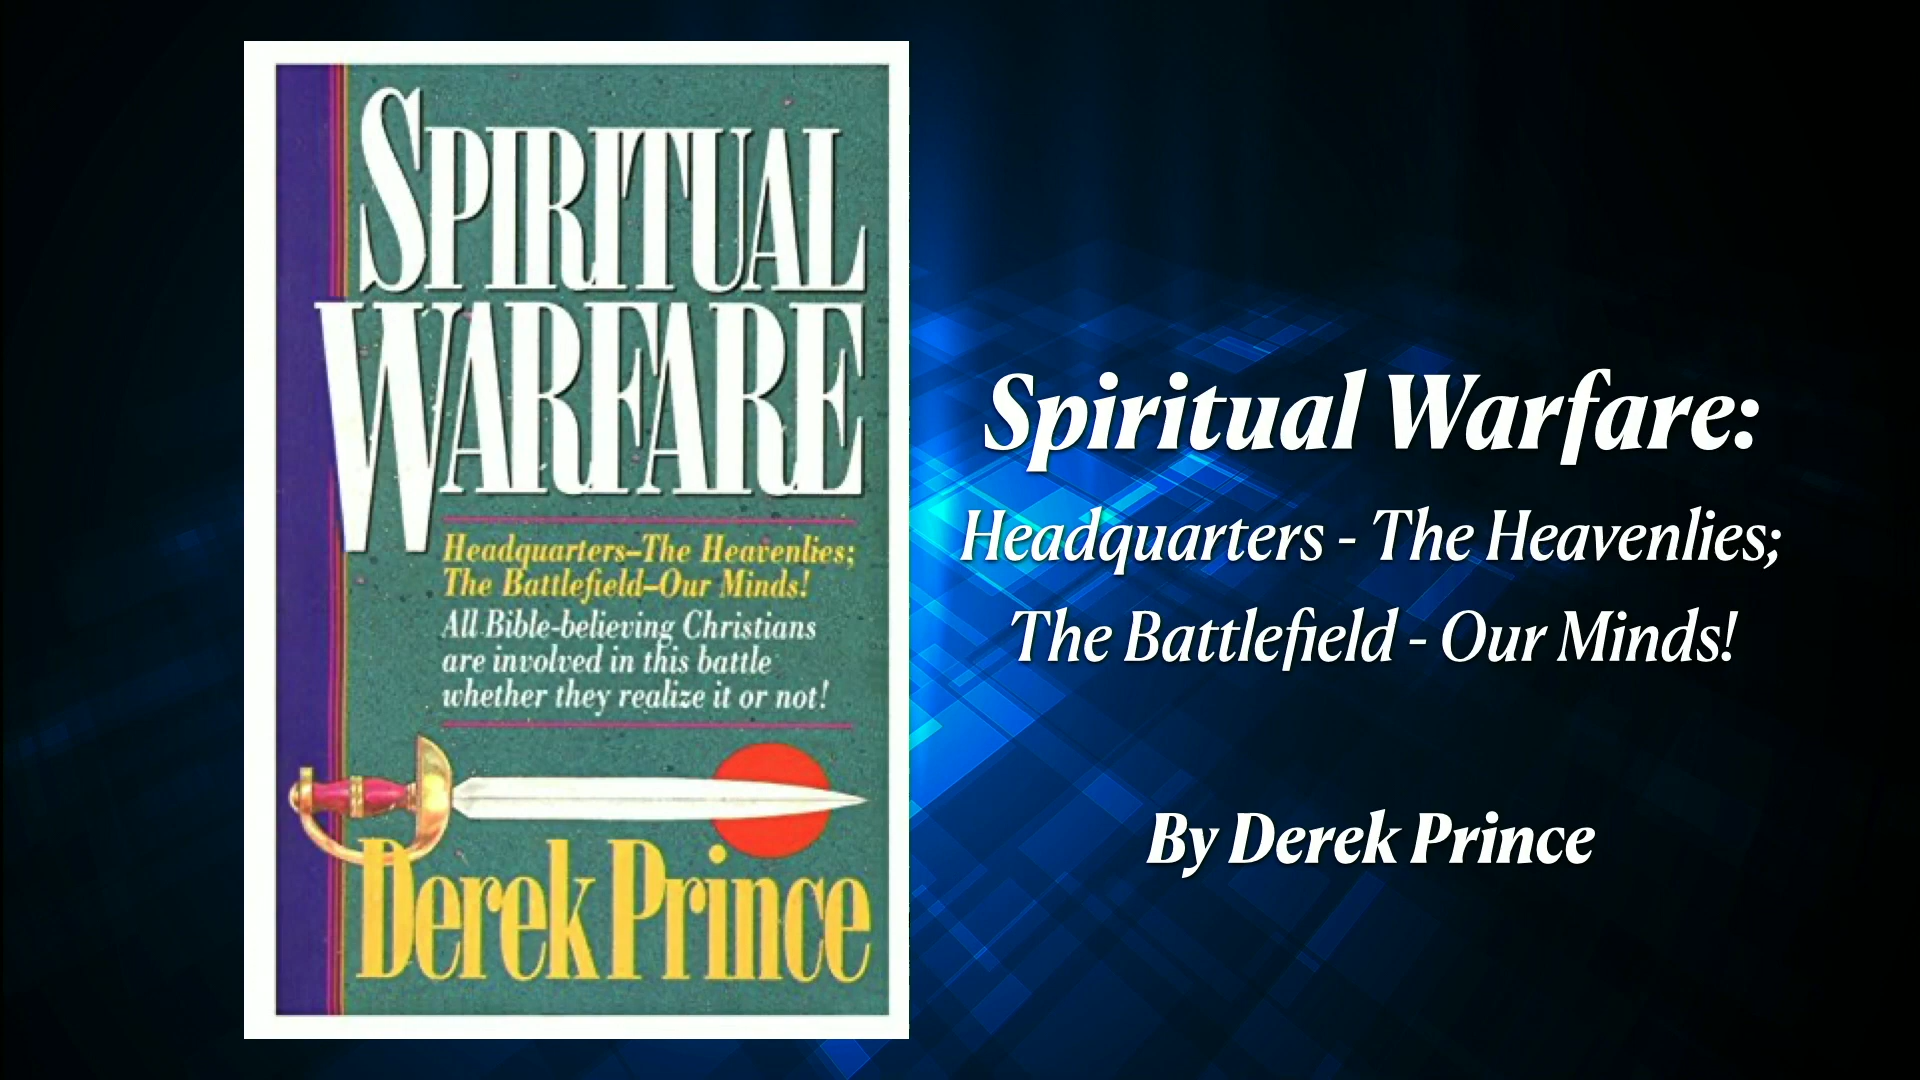 SPIRITUAL
WARFARE
Headquarters–The Heavenlies;
The Battlefield–Our Minds!
All Bible-believing Christians
are involved in this battle
whether they realize it or not!
Derek Prince
Spiritual Warfare:
Headquarters - The Heavenlies;
The Battlefield - Our Minds!
By Derek Prince